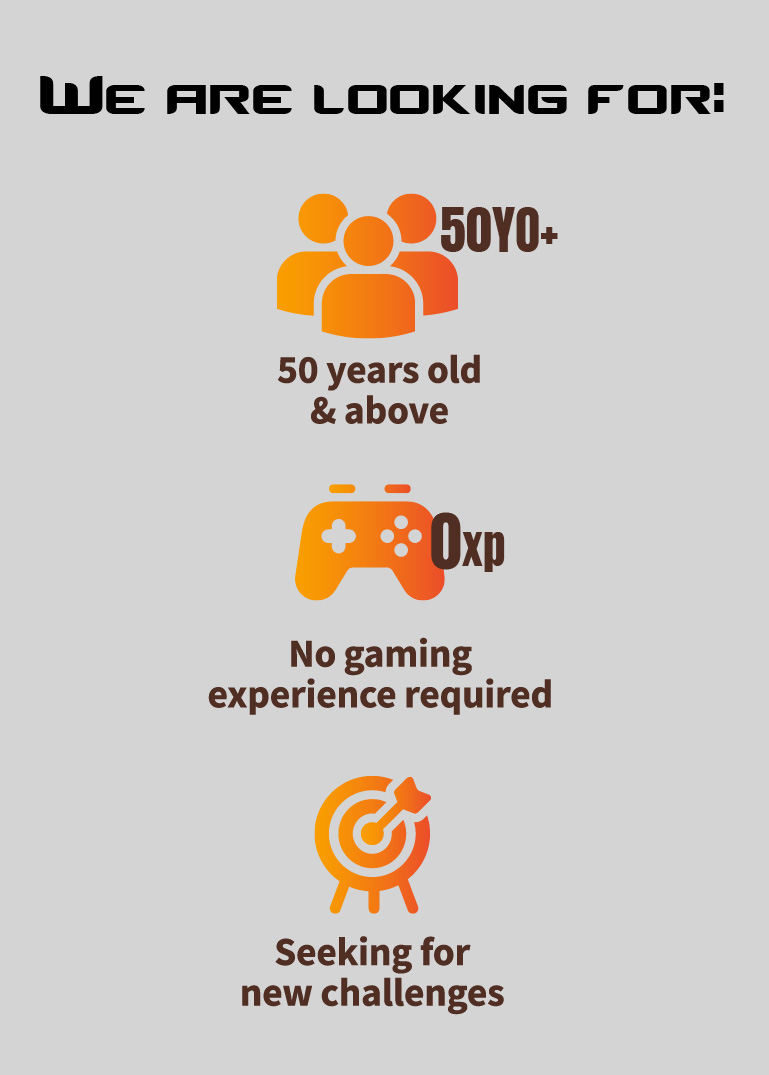 We are looking for:
50YO+
50 years old
& above
0xp
No gaming
experience required
Seeking for
new challenges